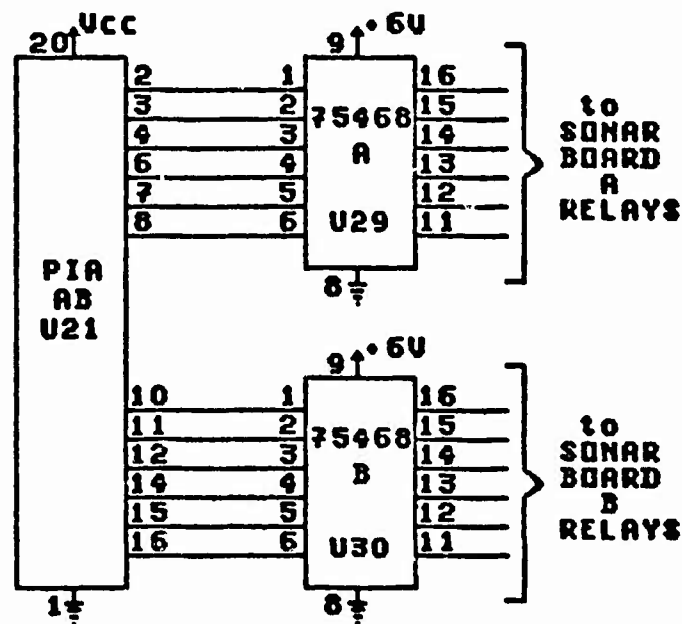 20 Vcc
9 +6V
2 1 16
3 2 75468 15
4 3 14
6 4 A 13
7 5 12
8 6 U29 11
8
to
SONAR
BOARD
A
RELAYS
PIA
AB
U21
9 +6V
10 1 16
11 2 75468 15
12 3 14
14 4 B 13
15 5 12
16 6 U30 11
1
8
to
SONAR
BOARD
B
RELAYS